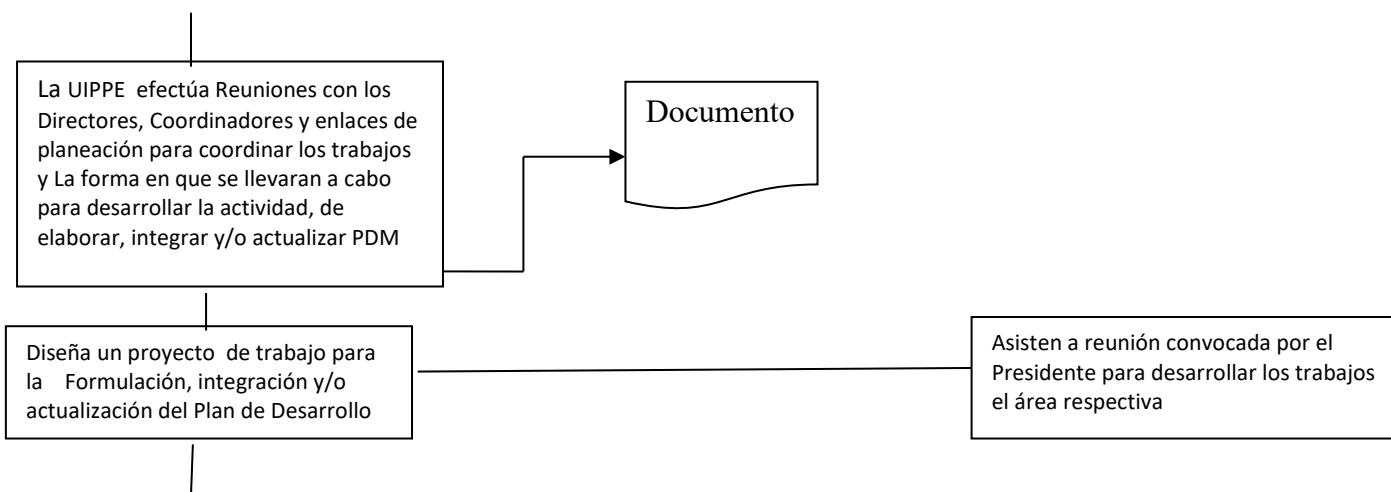 La UIPPE efectúa Reuniones con los
Directores, Coordinadores y enlaces de
planeación para coordinar los trabajos
y La forma en que se llevaran a cabo
para desarrollar la actividad, de
elaborar, integrar y/o actualizar PDM
Documento
Diseña un proyecto de trabajo para
la Formulación, integración y/o
actualización del Plan de Desarrollo
Asisten a reunión convocada por el
Presidente para desarrollar los trabajos
el área respectiva